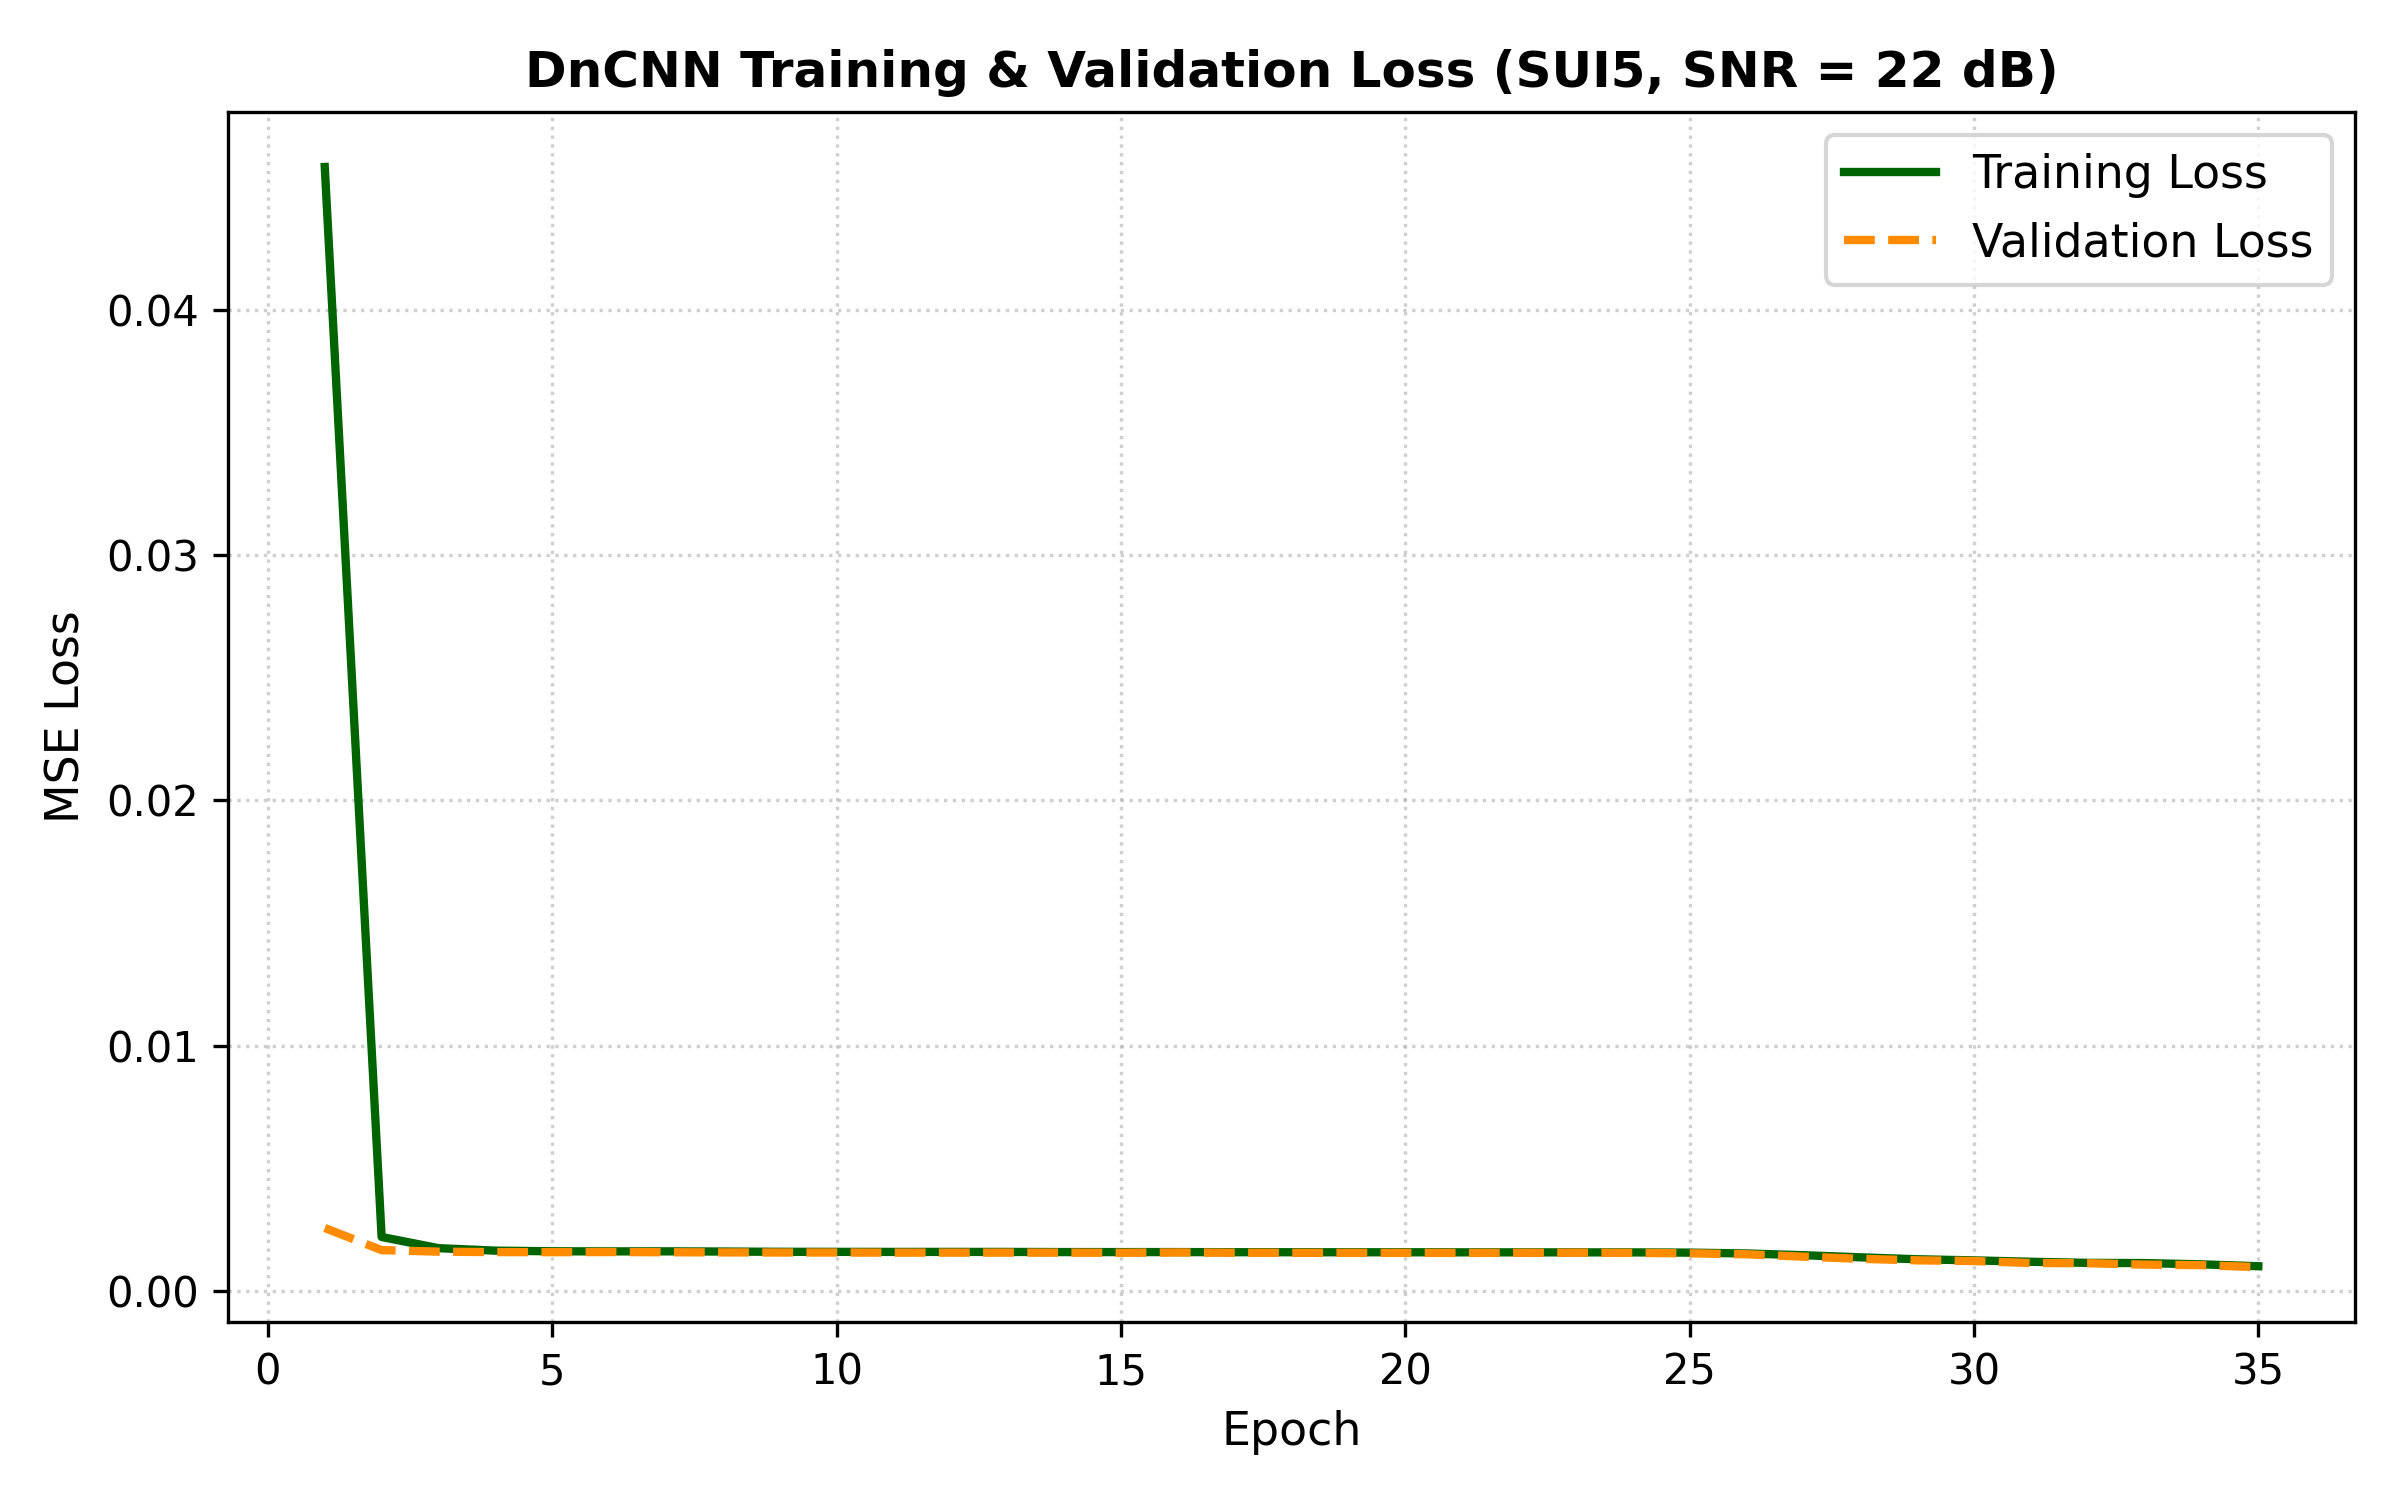 DnCNN Training & Validation Loss (SUI5, SNR = 22 dB)
Training Loss
Validation Loss
MSE Loss
0.04
0.03
0.02
0.01
0.00
0 5 10 15 20 25 30 35
Epoch